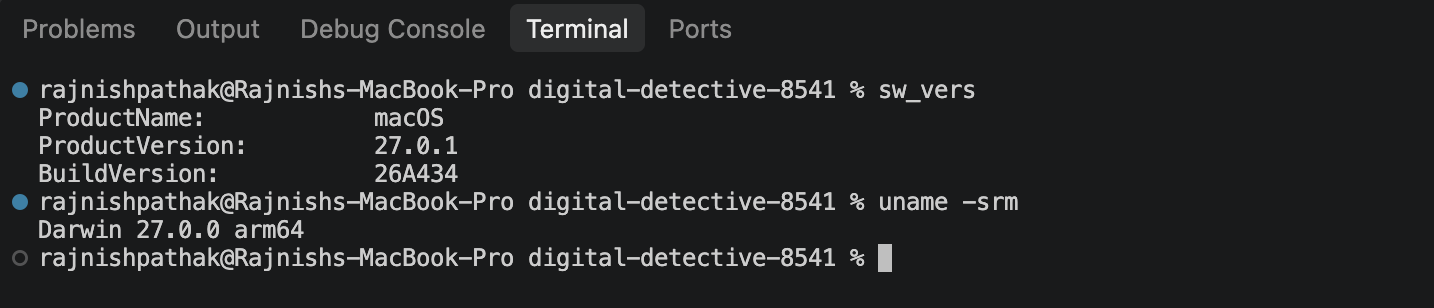 Problems Output Debug Console Terminal Ports
rajnishpathak@Rajnishs-MacBook-Pro digital-detective-8541 % sw_vers
ProductName: macOS
ProductVersion: 27.0.1
BuildVersion: 26A434
rajnishpathak@Rajnishs-MacBook-Pro digital-detective-8541 % uname -srm
Darwin 27.0.0 arm64
rajnishpathak@Rajnishs-MacBook-Pro digital-detective-8541 %